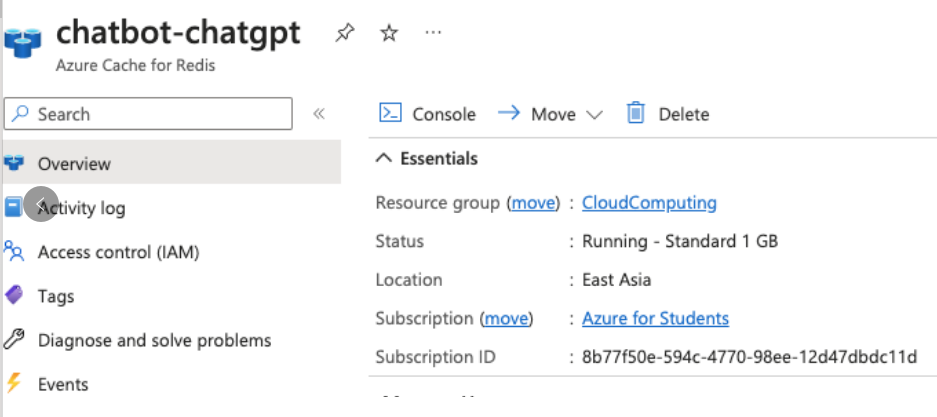 chatbot-chatgpt
Azure Cache for Redis
Search
Overview
Activity log
Access control (IAM)
Tags
Diagnose and solve problems
Events
Console Move Delete
Essentials
Resource group (move) : CloudComputing
Status : Running - Standard 1 GB
Location : East Asia
Subscription (move) : Azure for Students
Subscription ID : 8b77f50e-594c-4770-98ee-12d47dbdc11d